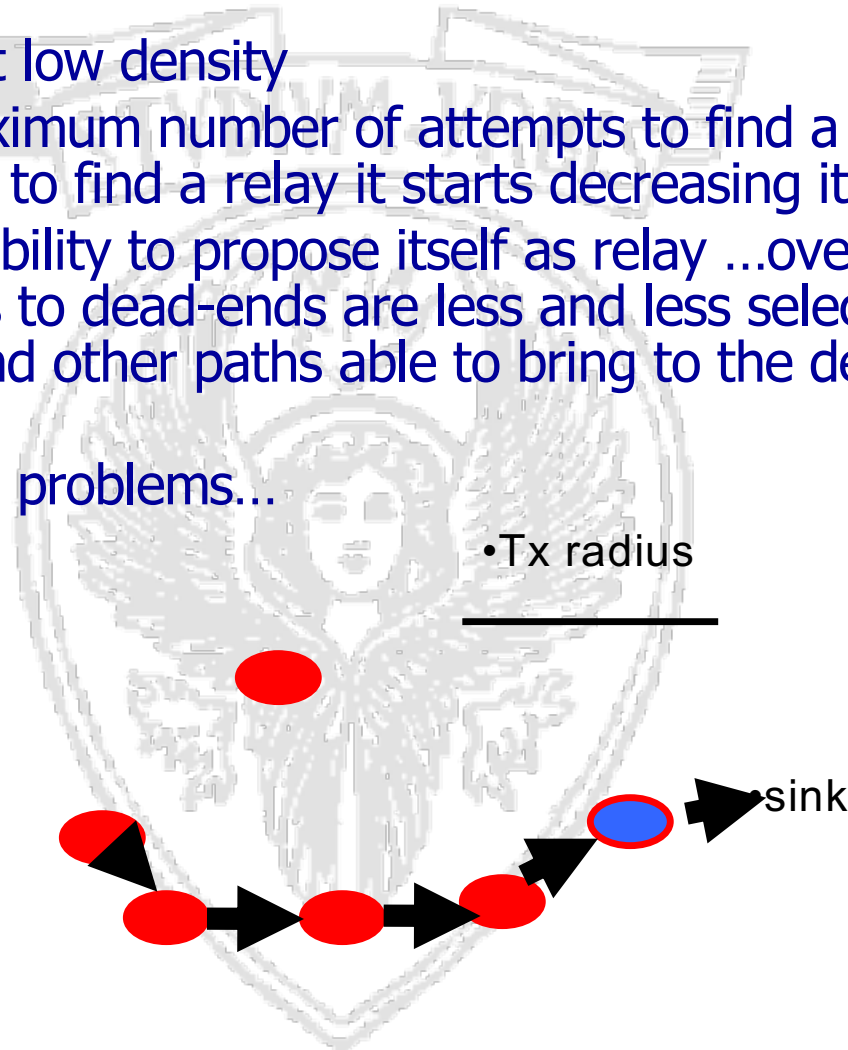 t low density
ximum number of attempts to find a
to find a relay it starts decreasing it
bility to propose itself as relay …ove
s to dead-ends are less and less selec
nd other paths able to bring to the de
problems…
•Tx radius
•sink